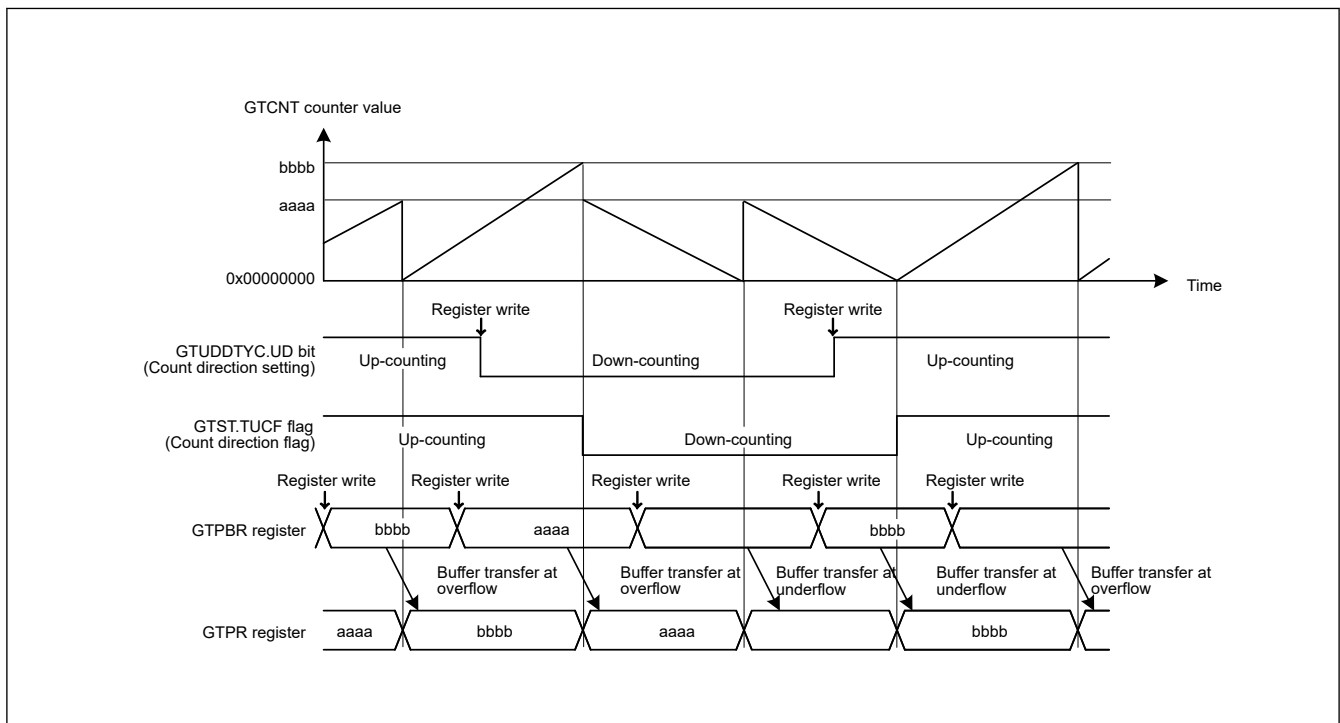 GTCNT counter value
bbbb
aaaa
0x00000000
Time
Register write
Register write
GTUDDTYC.UD bit
(Count direction setting)
Up-counting
Down-counting
Up-counting
GTST.TUCF flag
(Count direction flag)
Up-counting
Down-counting
Up-counting
Register write
Register write
Register write
Register write
Register write
GTPBR register
bbbb
aaaa
bbbb
Buffer transfer at
overflow
Buffer transfer at
overflow
Buffer transfer at
underflow
Buffer transfer at
underflow
Buffer transfer at
overflow
GTPR register
aaaa
bbbb
aaaa
bbbb